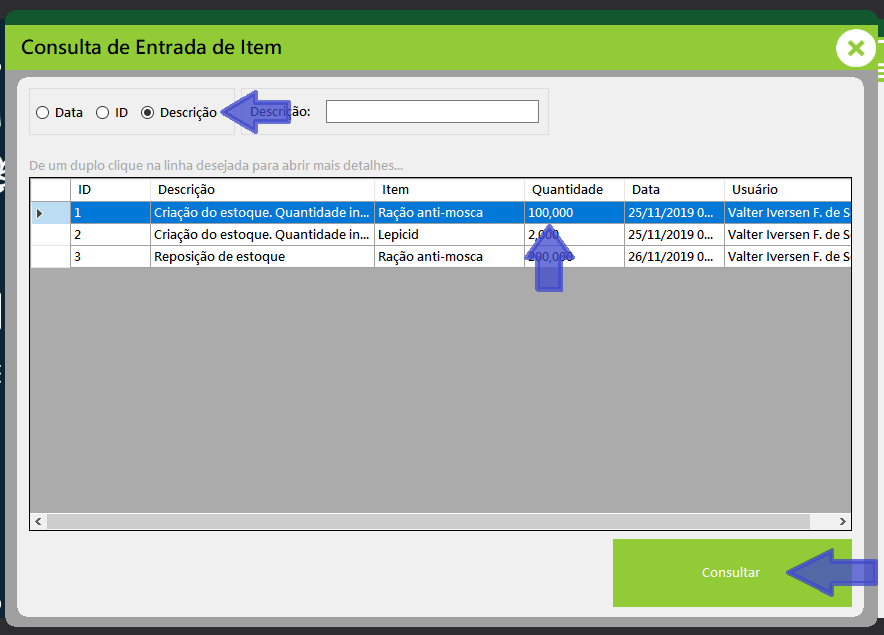 Consulta de Entrada de Item
Data ID Descrição Descrição:
De um duplo clique na linha desejada para abrir mais detalhes...
ID Descrição Item Quantidade Data Usuário
1 Criação do estoque. Quantidade in... Ração anti-mosca 100,000 25/11/2019 0... Valter Iversen F. de S
2 Criação do estoque. Quantidade in... Lepicid 2,000 25/11/2019 0... Valter Iversen F. de S
3 Reposição de estoque Ração anti-mosca 200,000 26/11/2019 0... Valter Iversen F. de S
Consultar